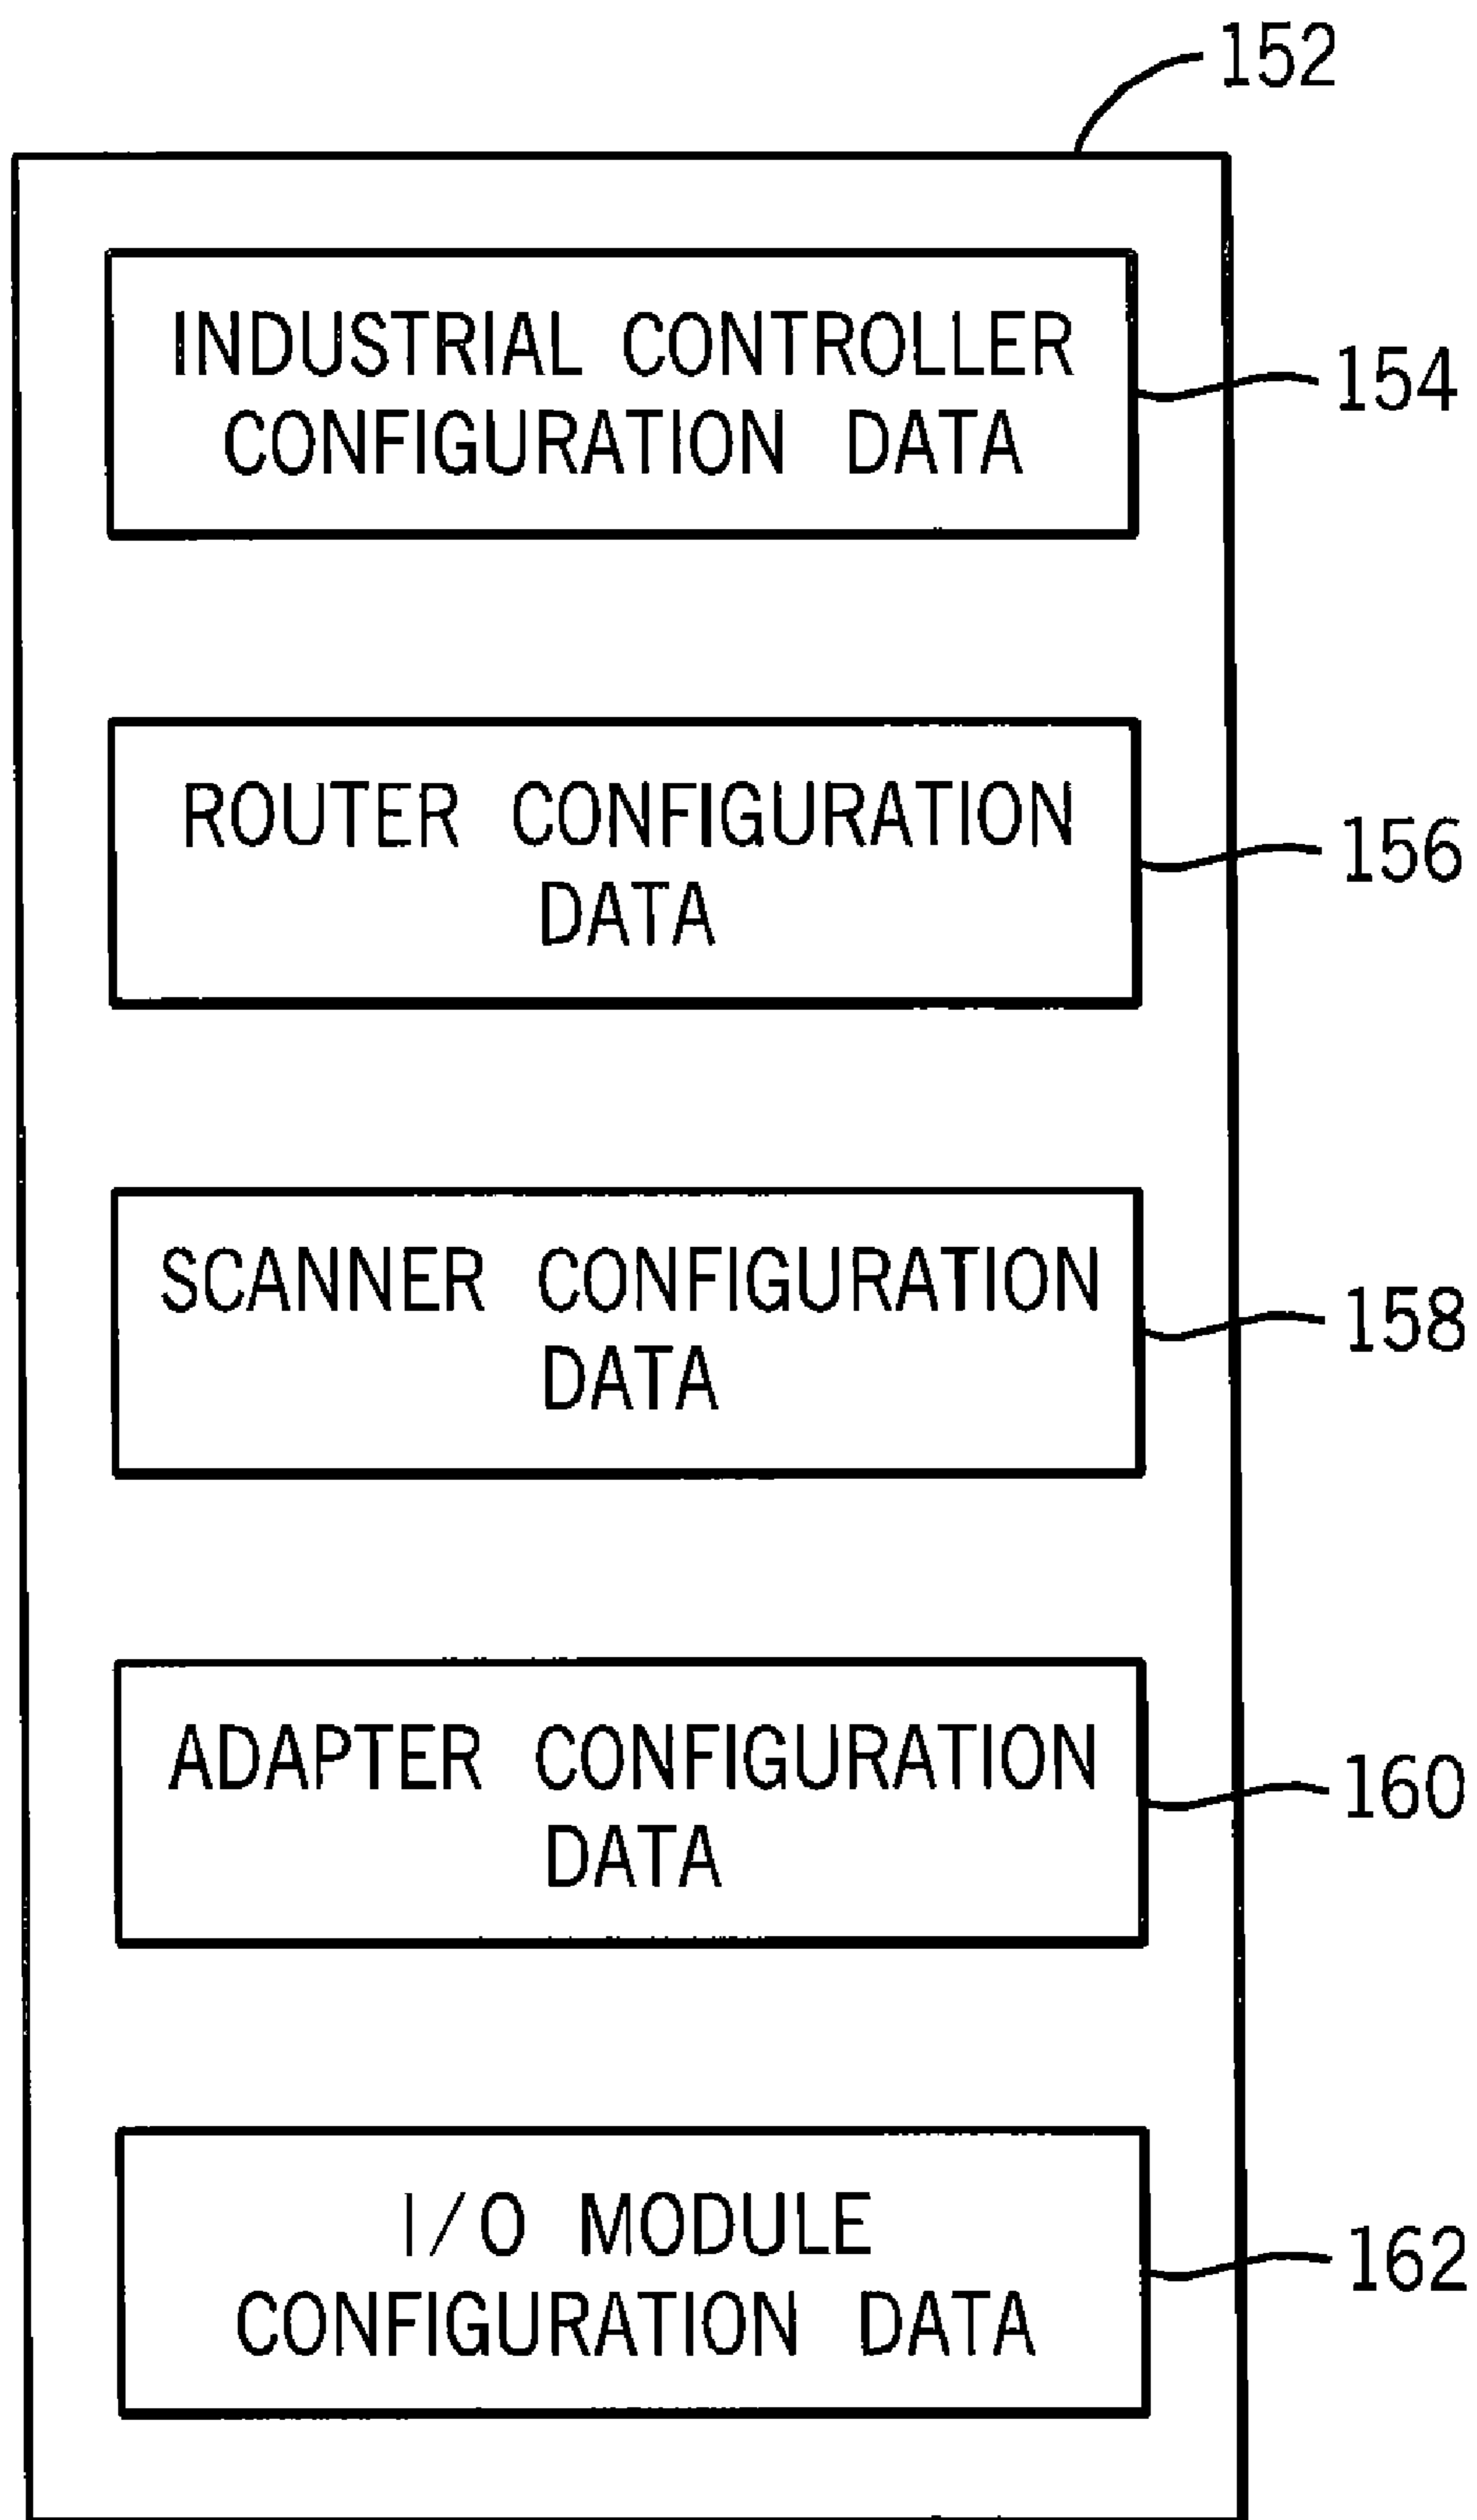 152
INDUSTRIAL CONTROLLER
CONFIGURATION DATA
154
ROUTER CONFIGURATION
DATA
156
SCANNER CONFIGURATION
DATA
158
ADAPTER CONFIGURATION
DATA
160
I/O MODULE
CONFIGURATION DATA
162